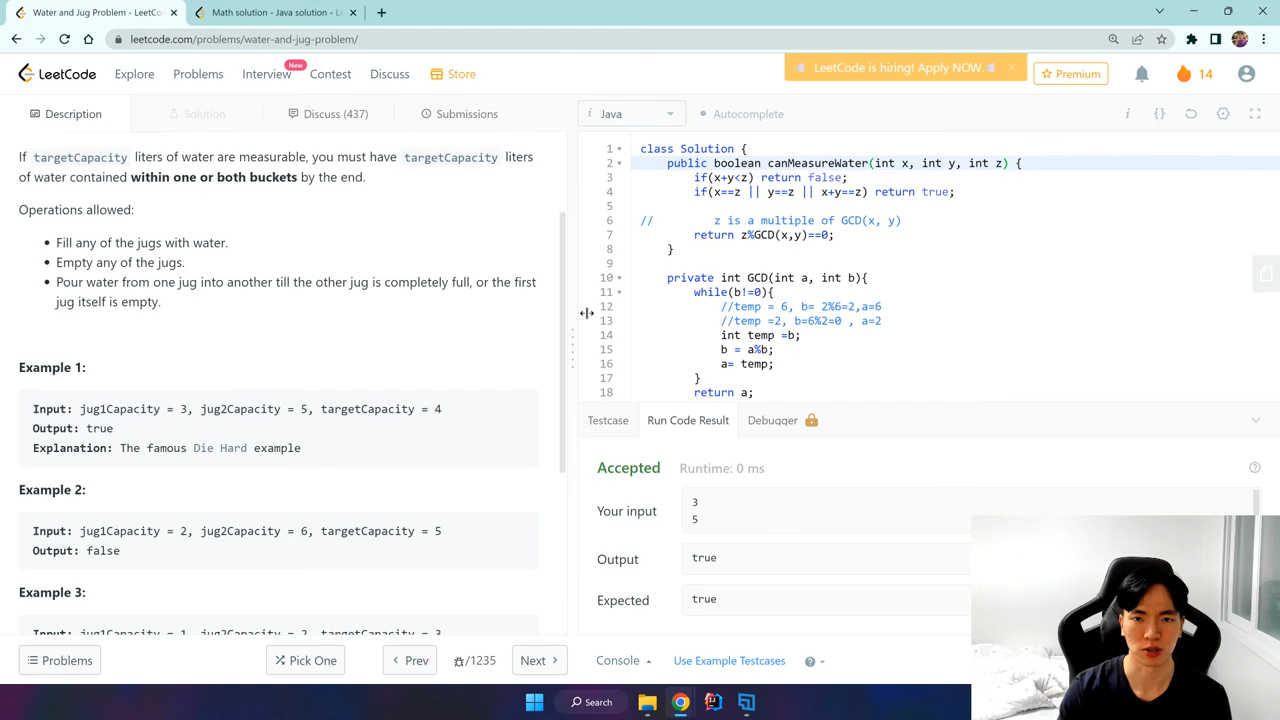 Water and Jug Problem - LeetCo
Math solution - Java solution - L
leetcode.com/problems/water-and-jug-problem/
LeetCode
Explore
Problems
Interview
New
Contest
Discuss
Store
LeetCode is hiring! Apply NOW.
Premium
14
Description
Solution
Discuss (437)
Submissions
i Java
Autocomplete
If targetCapacity liters of water are measurable, you must have targetCapacity liters
of water contained within one or both buckets by the end.
Operations allowed:
• Fill any of the jugs with water.
• Empty any of the jugs.
• Pour water from one jug into another till the other jug is completely full, or the first
jug itself is empty.
Example 1:
Input: jug1Capacity = 3, jug2Capacity = 5, targetCapacity = 4
Output: true
Explanation: The famous Die Hard example
Example 2:
Input: jug1Capacity = 2, jug2Capacity = 6, targetCapacity = 5
Output: false
Example 3:
Input: jug1Capacity = 1, jug2Capacity = 2, targetCapacity = 3
1 class Solution {
2 public boolean canMeasureWater(int x, int y, int z) {
3 if(x+y<z) return false;
4 if(x==z || y==z || x+y==z) return true;
5
6 // z is a multiple of GCD(x, y)
7 return z%GCD(x,y)==0;
8 }
9
10 private int GCD(int a, int b){
11 while(b!=0){
12 //temp = 6, b= 2%6=2,a=6
13 //temp =2, b=6%2=0 , a=2
14 int temp =b;
15 b = a%b;
16 a= temp;
17 }
18 return a;
Testcase
Run Code Result
Debugger
Accepted
Runtime: 0 ms
Your input
3
5
Output
true
Expected
true
Problems
Pick One
Prev
/1235
Next
Console
Use Example Testcases
Search